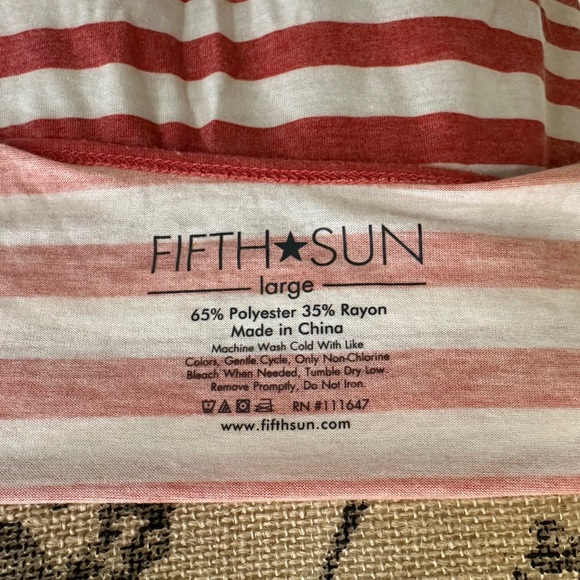 FIFTH★SUN
large
65% Polyester 35% Rayon
Made in China
Machine Wash Cold With Like
Colors, Gentle Cycle, Only Non-Chlorine
Bleach When Needed, Tumble Dry Low
Remove Promptly, Do Not Iron.
RN #111647
www.fifthsun.com